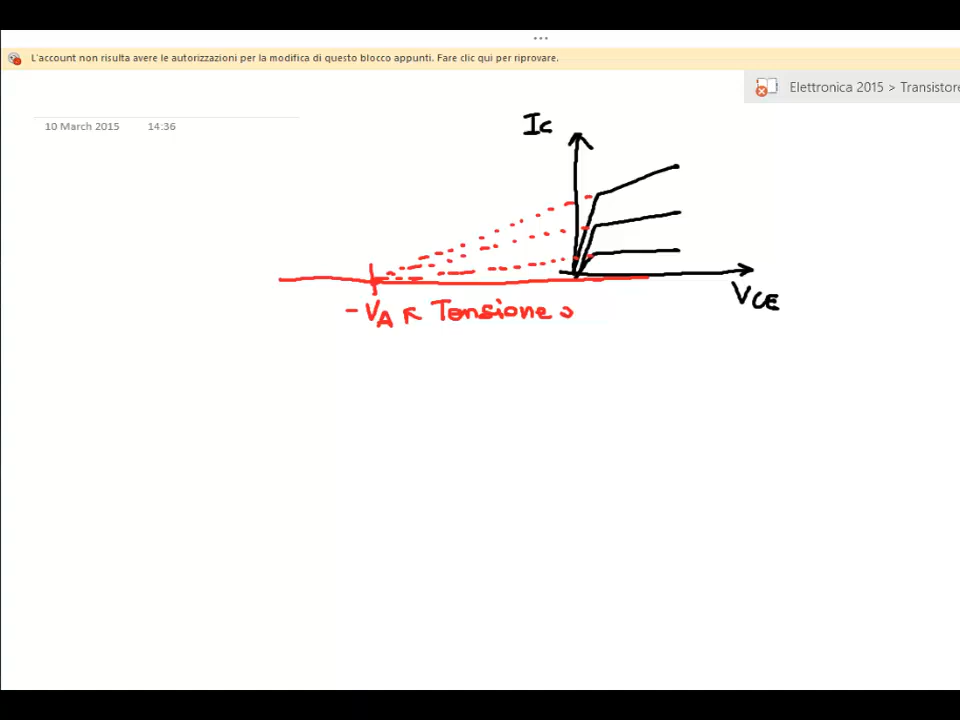 ...
L'account non risulta avere le autorizzazioni per la modifica di questo blocco appunti. Fare clic qui per riprovare.
Elettronica 2015 > Transistore
10 March 2015 14:36
Ic
VCE
-VA ↖ Tensione